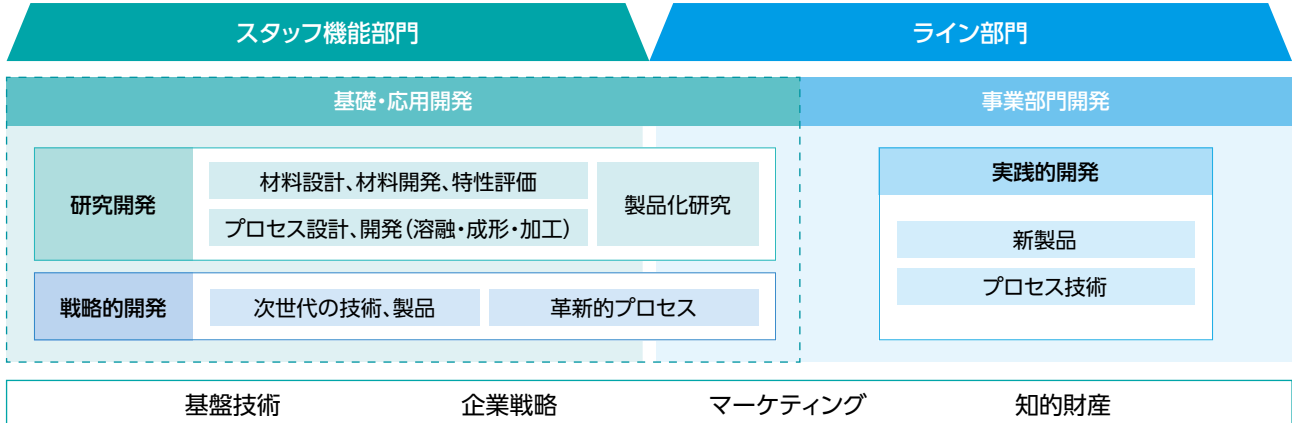 スタッフ機能部門
ライン部門
基礎・応用開発
事業部門開発
研究開発
材料設計、材料開発、特性評価
プロセス設計、開発(溶融・成形・加工)
製品化研究
戦略的開発
次世代の技術、製品
革新的プロセス
実践的開発
新製品
プロセス技術
基盤技術
企業戦略
マーケティング
知的財産